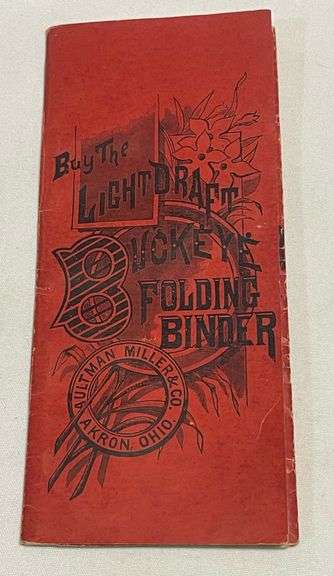 Buy The
LIGHT DRAFT
BUCKEYE
FOLDING
BINDER
AULTMAN MILLER & CO.
AKRON, OHIO.